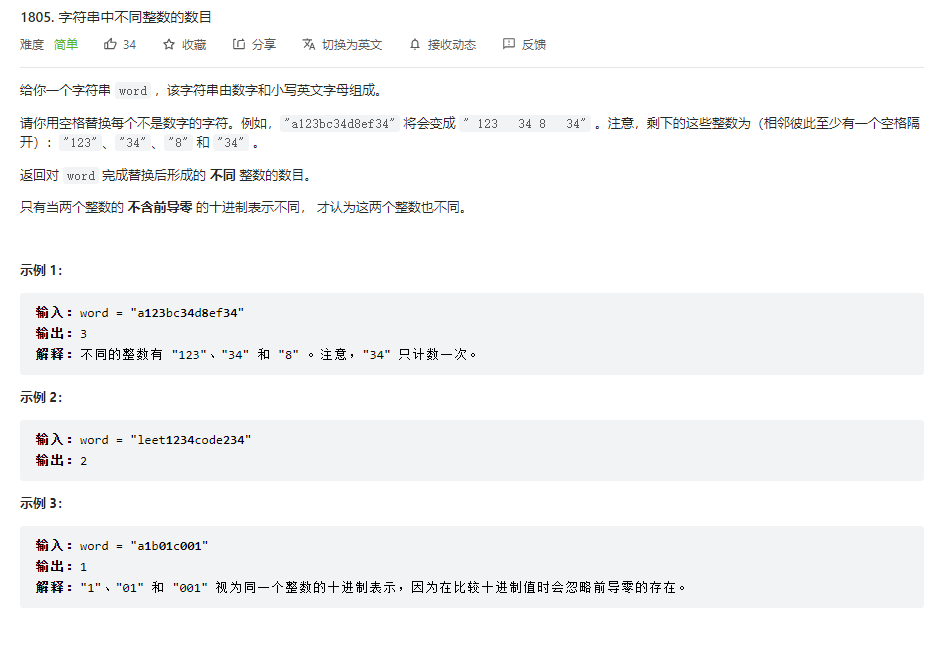 1805. 字符串中不同整数的数目
难度 简单 34 收藏 分享 切换为英文 接收动态 反馈
给你一个字符串 word ，该字符串由数字和小写英文字母组成。
请你用空格替换每个不是数字的字符。例如，"a123bc34d8ef34" 将会变成 " 123  34 8  34" 。注意，剩下的这些整数为（相邻彼此至少有一个空格隔
开）："123"、"34"、"8" 和 "34" 。
返回对 word 完成替换后形成的 不同 整数的数目。
只有当两个整数的 不含前导零 的十进制表示不同， 才认为这两个整数也不同。
示例 1：
输入：word = "a123bc34d8ef34"
输出：3
解释：不同的整数有 "123"、"34" 和 "8" 。注意，"34" 只计数一次。
示例 2：
输入：word = "leet1234code234"
输出：2
示例 3：
输入：word = "a1b01c001"
输出：1
解释："1"、"01" 和 "001" 视为同一个整数的十进制表示，因为在比较十进制值时会忽略前导零的存在。